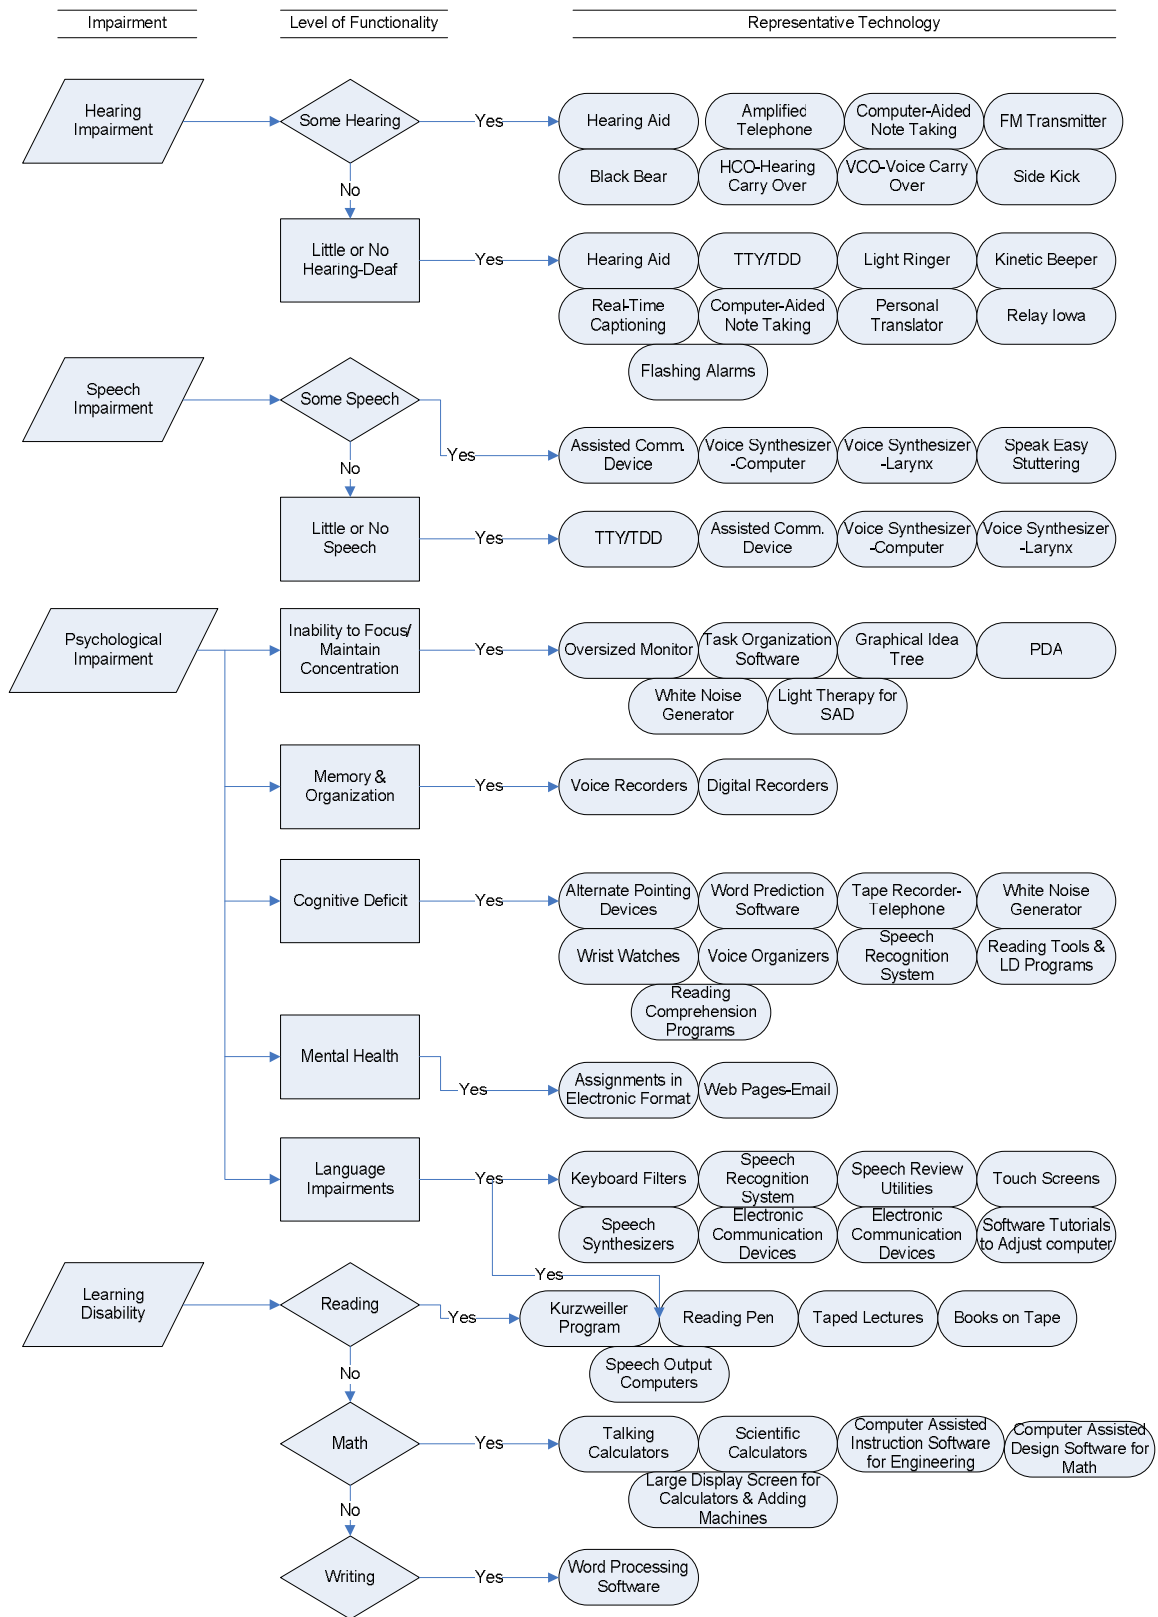 Impairment
Level of Functionality
Representative Technology
Hearing
Impairment
Some Hearing
Yes
Hearing Aid
Amplified
Telephone
Computer-Aided
Note Taking
FM Transmitter
Black Bear
HCO-Hearing
Carry Over
VCO-Voice Carry
Over
Side Kick
No
Little or No
Hearing-Deaf
Yes
Hearing Aid
TTY/TDD
Light Ringer
Kinetic Beeper
Real-Time
Captioning
Computer-Aided
Note Taking
Personal
Translator
Relay Iowa
Flashing Alarms
Speech
Impairment
Some Speech
Yes
Assisted Comm.
Device
Voice Synthesizer
-Computer
Voice Synthesizer
-Larynx
Speak Easy
Stuttering
No
Little or No
Speech
Yes
TTY/TDD
Assisted Comm.
Device
Voice Synthesizer
-Computer
Voice Synthesizer
-Larynx
Psychological
Impairment
Inability to Focus/
Maintain
Concentration
Yes
Oversized Monitor
Task Organization
Software
Graphical Idea
Tree
PDA
White Noise
Generator
Light Therapy for
SAD
Memory &
Organization
Yes
Voice Recorders
Digital Recorders
Cognitive Deficit
Yes
Alternate Pointing
Devices
Word Prediction
Software
Tape Recorder-
Telephone
White Noise
Generator
Wrist Watches
Voice Organizers
Speech
Recognition
System
Reading Tools &
LD Programs
Reading
Comprehension
Programs
Mental Health
Yes
Assignments in
Electronic Format
Web Pages-Email
Language
Impairments
Yes
Keyboard Filters
Speech
Recognition
System
Speech Review
Utilities
Touch Screens
Speech
Synthesizers
Electronic
Communication
Devices
Electronic
Communication
Devices
Software Tutorials
to Adjust computer
Yes
Learning
Disability
Reading
Yes
Kurzweiller
Program
Reading Pen
Taped Lectures
Books on Tape
Speech Output
Computers
No
Math
Yes
Talking
Calculators
Scientific
Calculators
Computer Assisted
Instruction Software
for Engineering
Computer Assisted
Design Software for
Math
Large Display Screen for
Calculators & Adding
Machines
No
Writing
Yes
Word Processing
Software